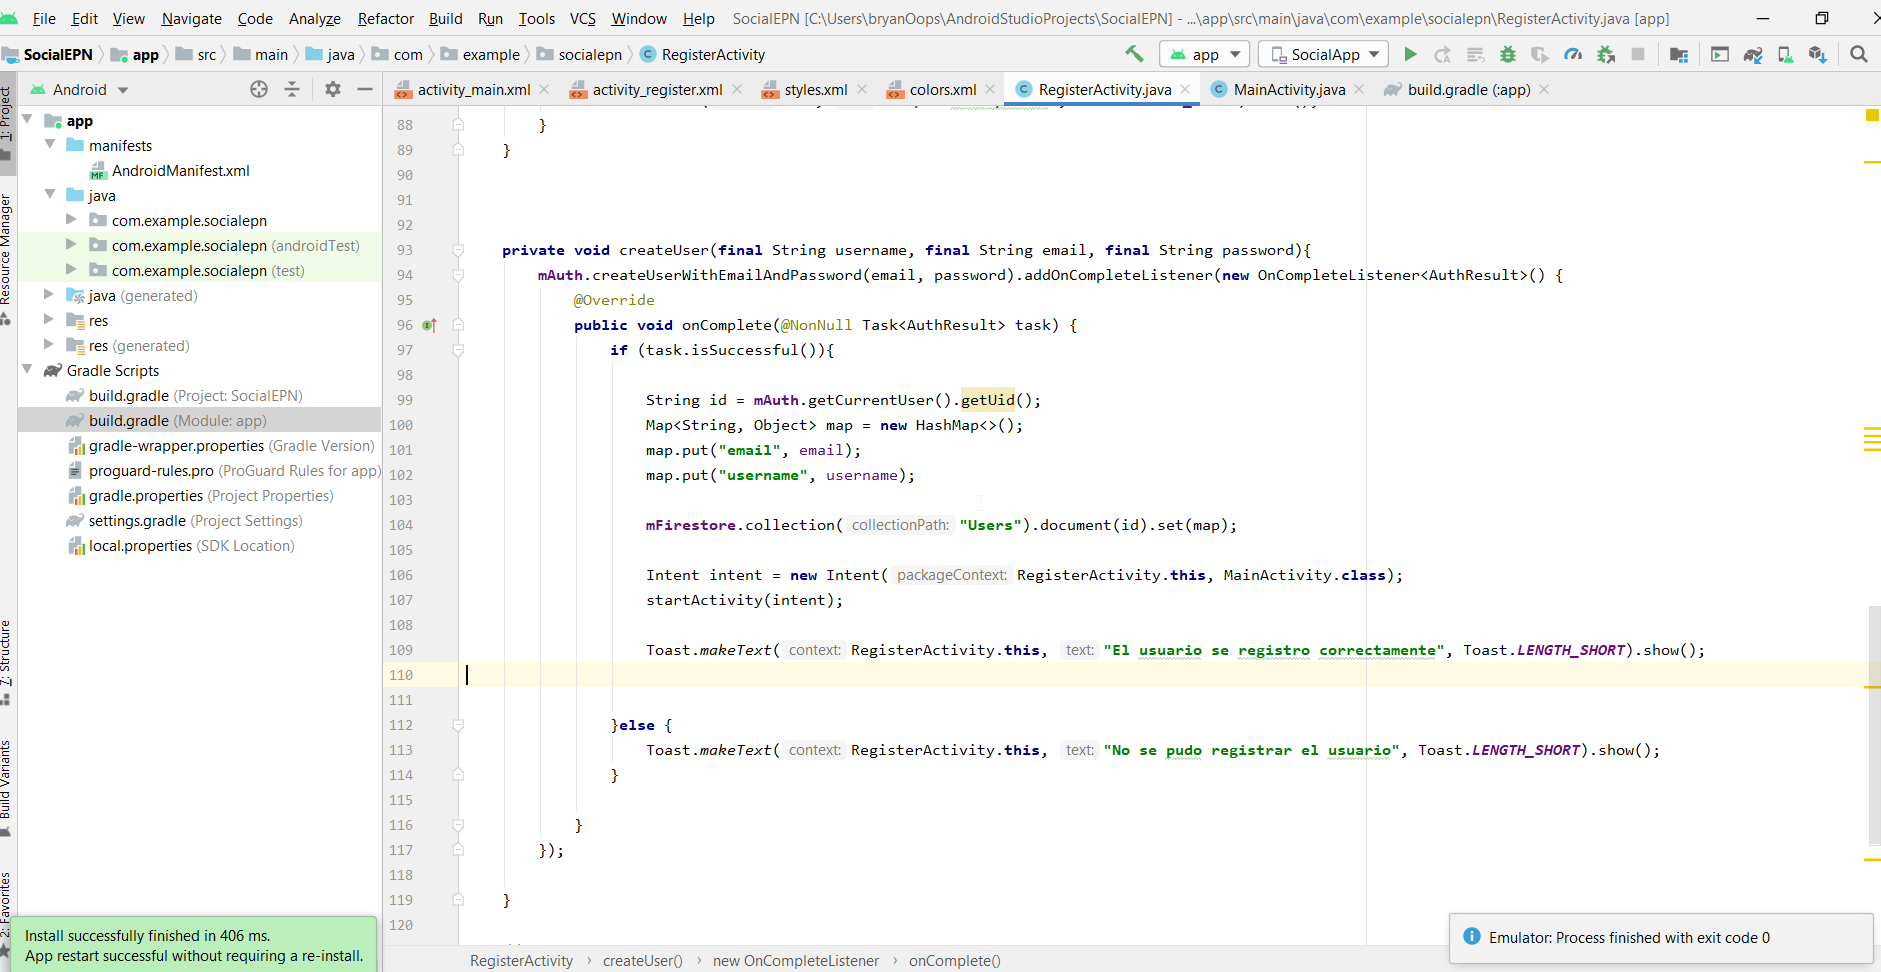 File Edit View Navigate Code Analyze Refactor Build Run Tools VCS Window Help SocialEPN [C:\Users\bryanOops\AndroidStudioProjects\SocialEPN] - ...\app\src\main\java\com\example\socialepn\RegisterActivity.java [app]
SocialEPN app src main java com example socialepn RegisterActivity app SocialApp
Android activity_main.xml activity_register.xml styles.xml colors.xml RegisterActivity.java MainActivity.java build.gradle (:app)
1: Project
Resource Manager
7: Structure
Build Variants
2: Favorites
app
manifests
AndroidManifest.xml
java
com.example.socialepn
com.example.socialepn (androidTest)
com.example.socialepn (test)
java (generated)
res
res (generated)
Gradle Scripts
build.gradle (Project: SocialEPN)
build.gradle (Module: app)
gradle-wrapper.properties (Gradle Version)
proguard-rules.pro (ProGuard Rules for app)
gradle.properties (Project Properties)
settings.gradle (Project Settings)
local.properties (SDK Location)
88 }
89 }
90
91
92
93 private void createUser(final String username, final String email, final String password){
94 mAuth.createUserWithEmailAndPassword(email, password).addOnCompleteListener(new OnCompleteListener<AuthResult>() {
95 @Override
96 public void onComplete(@NonNull Task<AuthResult> task) {
97 if (task.isSuccessful()){
98
99 String id = mAuth.getCurrentUser().getUid();
100 Map<String, Object> map = new HashMap<>();
101 map.put("email", email);
102 map.put("username", username);
103
104 mFirestore.collection( collectionPath: "Users").document(id).set(map);
105
106 Intent intent = new Intent( packageContext: RegisterActivity.this, MainActivity.class);
107 startActivity(intent);
108
109 Toast.makeText( context: RegisterActivity.this, text: "El usuario se registro correctamente", Toast.LENGTH_SHORT).show();
110
111
112 }else {
113 Toast.makeText( context: RegisterActivity.this, text: "No se pudo registrar el usuario", Toast.LENGTH_SHORT).show();
114 }
115
116 }
117 });
118
119 }
120
Install successfully finished in 406 ms.
App restart successful without requiring a re-install.
Emulator: Process finished with exit code 0
RegisterActivity › createUser() › new OnCompleteListener › onComplete()